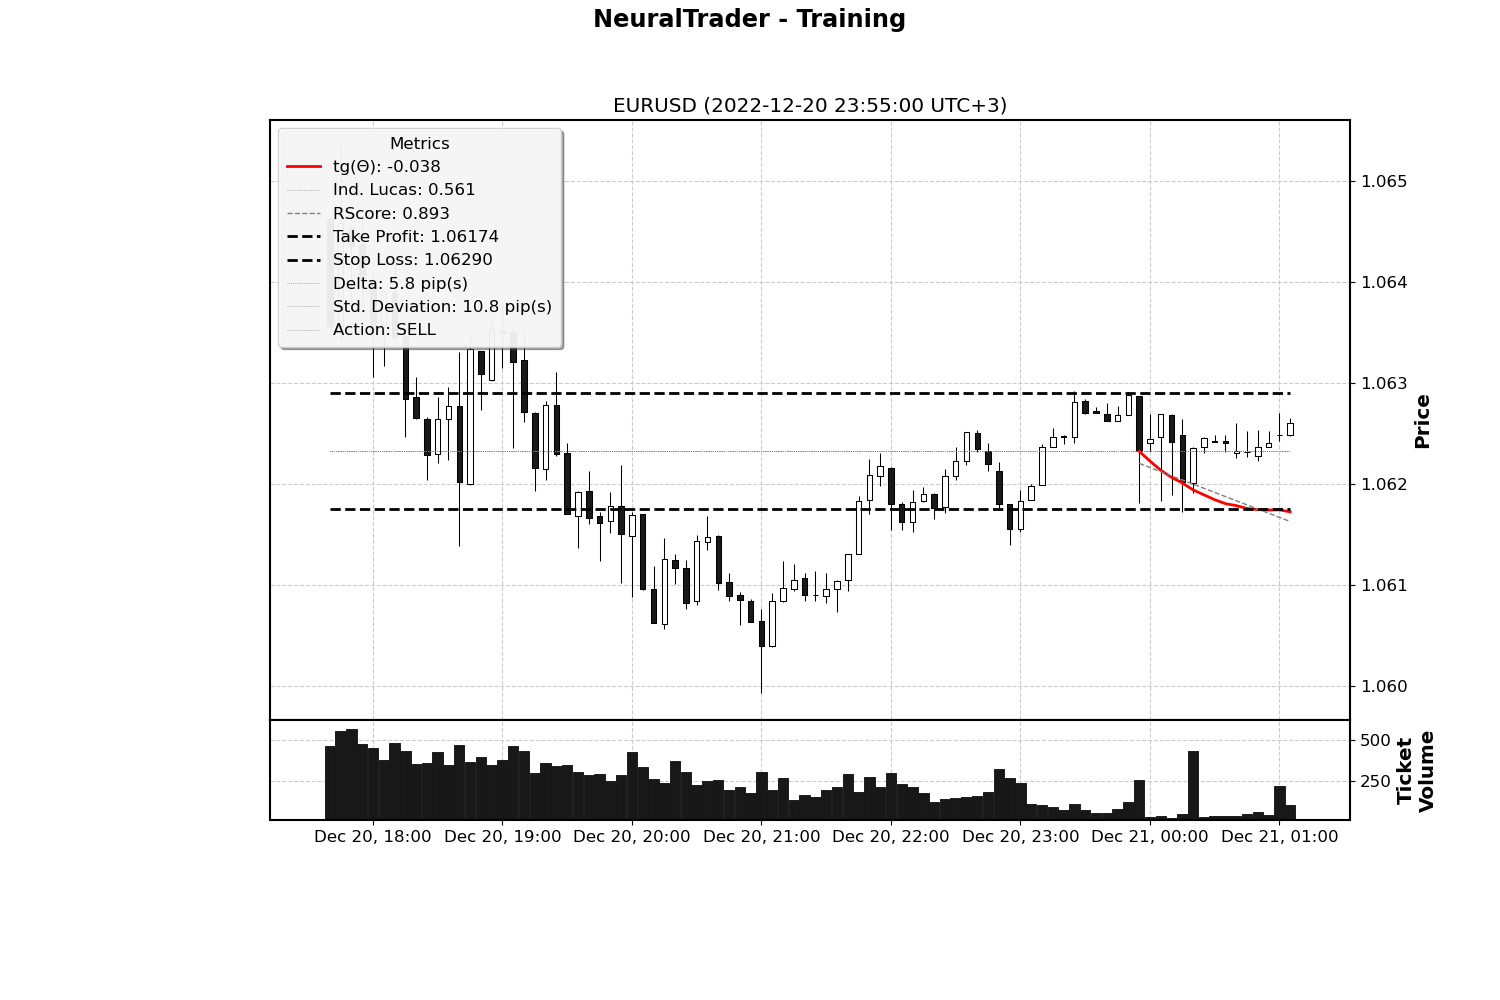 NeuralTrader - Training
EURUSD (2022-12-20 23:55:00 UTC+3)
Metrics
tg(Θ): -0.038
Ind. Lucas: 0.561
RScore: 0.893
Take Profit: 1.06174
Stop Loss: 1.06290
Delta: 5.8 pip(s)
Std. Deviation: 10.8 pip(s)
Action: SELL
1.065
1.064
1.063
1.062
1.061
1.060
Price
500
250
Ticket
Volume
Dec 20, 18:00
Dec 20, 19:00
Dec 20, 20:00
Dec 20, 21:00
Dec 20, 22:00
Dec 20, 23:00
Dec 21, 00:00
Dec 21, 01:00